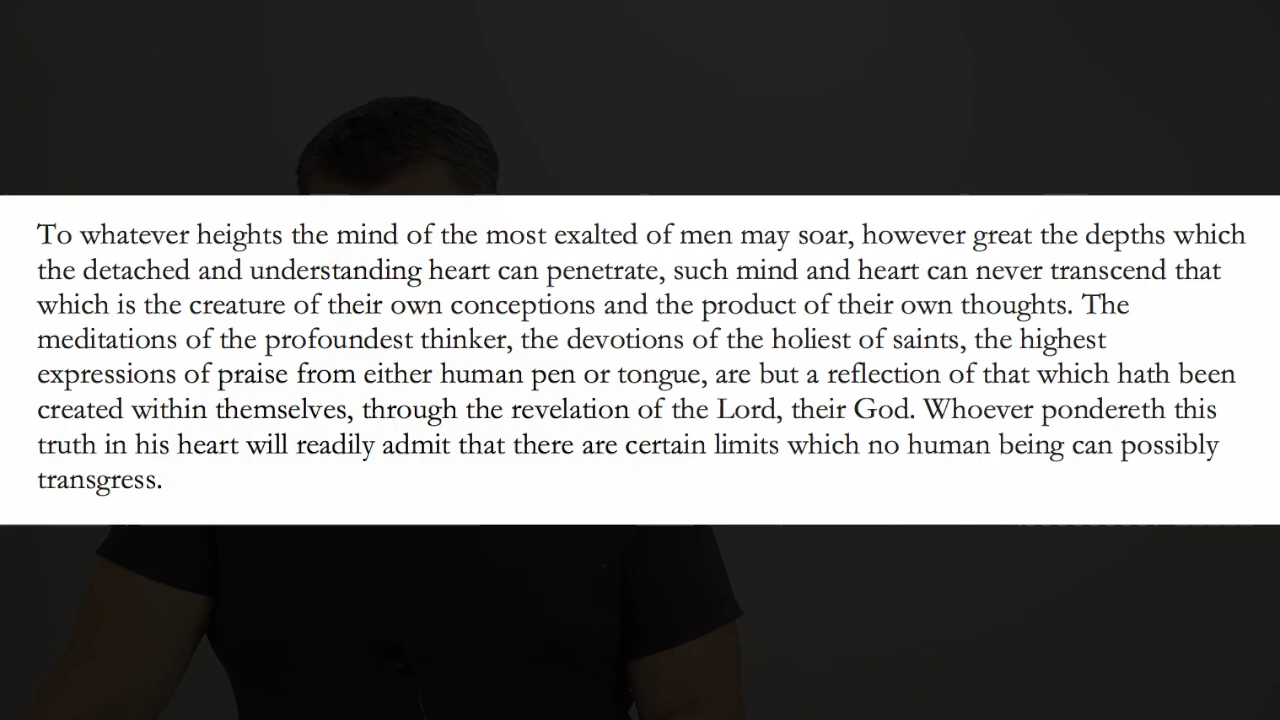 To whatever heights the mind of the most exalted of men may soar, however great the depths which
the detached and understanding heart can penetrate, such mind and heart can never transcend that
which is the creature of their own conceptions and the product of their own thoughts. The
meditations of the profoundest thinker, the devotions of the holiest of saints, the highest
expressions of praise from either human pen or tongue, are but a reflection of that which hath been
created within themselves, through the revelation of the Lord, their God. Whoever pondereth this
truth in his heart will readily admit that there are certain limits which no human being can possibly
transgress.